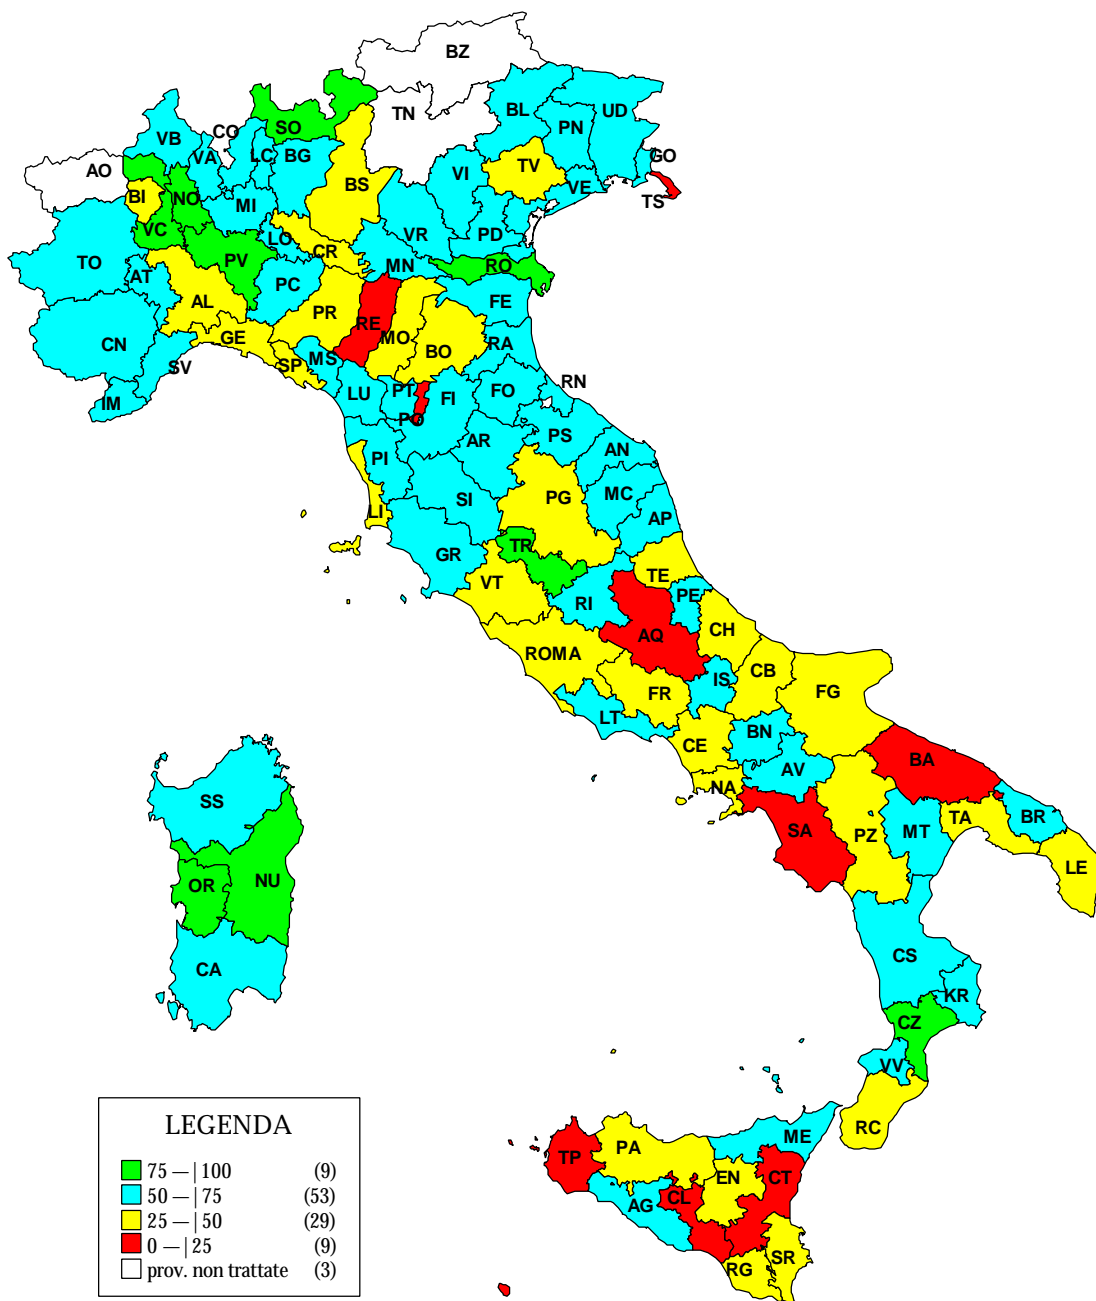 BZ
TN
BL
UD
PN
SO
CO
VB
VA
LC
BG
GO
AO
VI
TV
BS
VE
BI
NO
TS
MI
VC
LO
VR
PD
CR
TO
PV
MN
RO
AT
PC
AL
FE
PR
RE
GE
MO
RA
CN
BO
MS
SP
SV
RN
LU
PT
FI
FO
IM
PO
PS
AR
AN
PI
MC
SI
PG
LI
AP
TR
GR
TE
VT
PE
RI
CH
AQ
ROMA
CB
IS
FR
FG
LT
BN
CE
BA
AV
NA
SS
TA
BR
SA
PZ
MT
LE
OR
NU
CS
CA
KR
CZ
VV
RC
ME
PA
TP
EN
CT
CL
AG
SR
RG
LEGENDA
75 —|100 (9)
50 —|75 (53)
25 —|50 (29)
0 —|25 (9)
prov. non trattate (3)